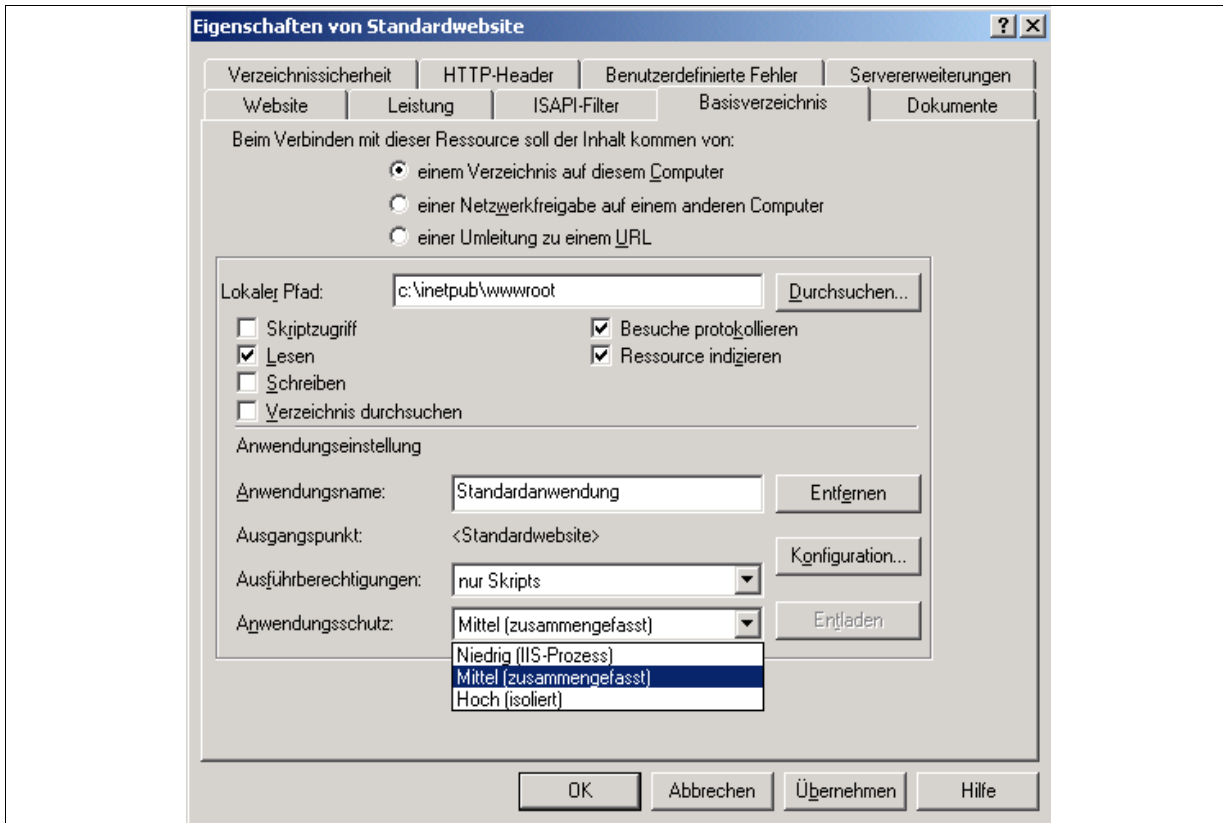 Eigenschaften von Standardwebsite
Verzeichnissicherheit HTTP-Header Benutzerdefinierte Fehler Servererweiterungen
Website Leistung ISAPI-Filter Basisverzeichnis Dokumente
Beim Verbinden mit dieser Ressource soll der Inhalt kommen von:
einem Verzeichnis auf diesem Computer
einer Netzwerkfreigabe auf einem anderen Computer
einer Umleitung zu einem URL
Lokaler Pfad: c:\inetpub\wwwroot Durchsuchen...
Skriptzugriff Besuche protokollieren
Lesen Ressource indizieren
Schreiben
Verzeichnis durchsuchen
Anwendungseinstellung
Anwendungsname: Standardanwendung Entfernen
Ausgangspunkt: <Standardwebsite>
Konfiguration...
Ausführberechtigungen: nur Skripts
Anwendungsschutz: Mittel (zusammengefasst) Entladen
Niedrig (IIS-Prozess)
Mittel (zusammengefasst)
Hoch (isoliert)
OK Abbrechen Übernehmen Hilfe